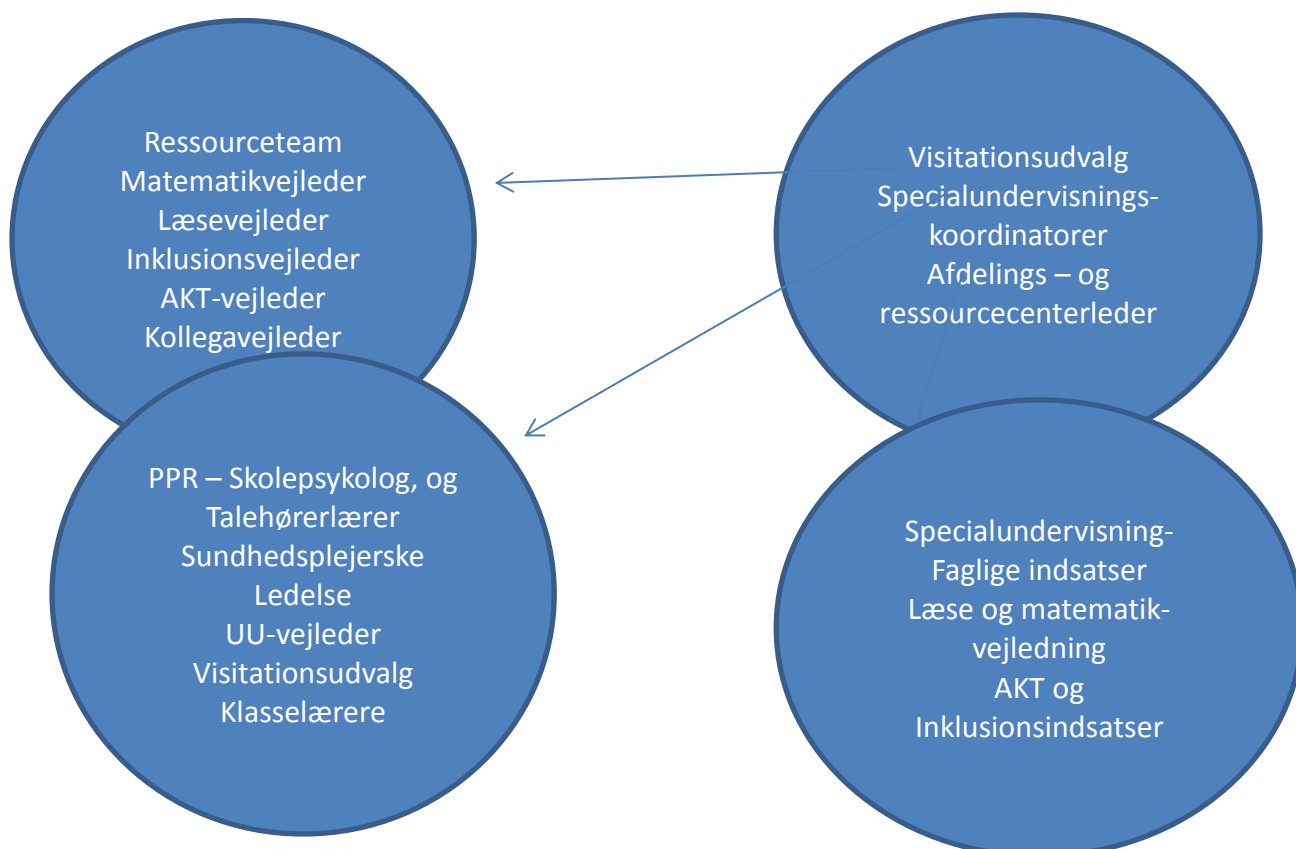 Ressourceteam
Matematikvejleder
Læsevejleder
Inklusionsvejleder
AKT-vejleder
Kollegavejleder
PPR – Skolepsykolog, og
Talehørerlærer
Sundhedsplejerske
Ledelse
UU-vejleder
Visitationsudvalg
Klasselærere
Visitationsudvalg
Specialundervisnings-
koordinatorer
Afdelings – og
ressourcecenterleder
Specialundervisning-
Faglige indsatser
Læse og matematik-
vejledning
AKT og
Inklusionsindsatser